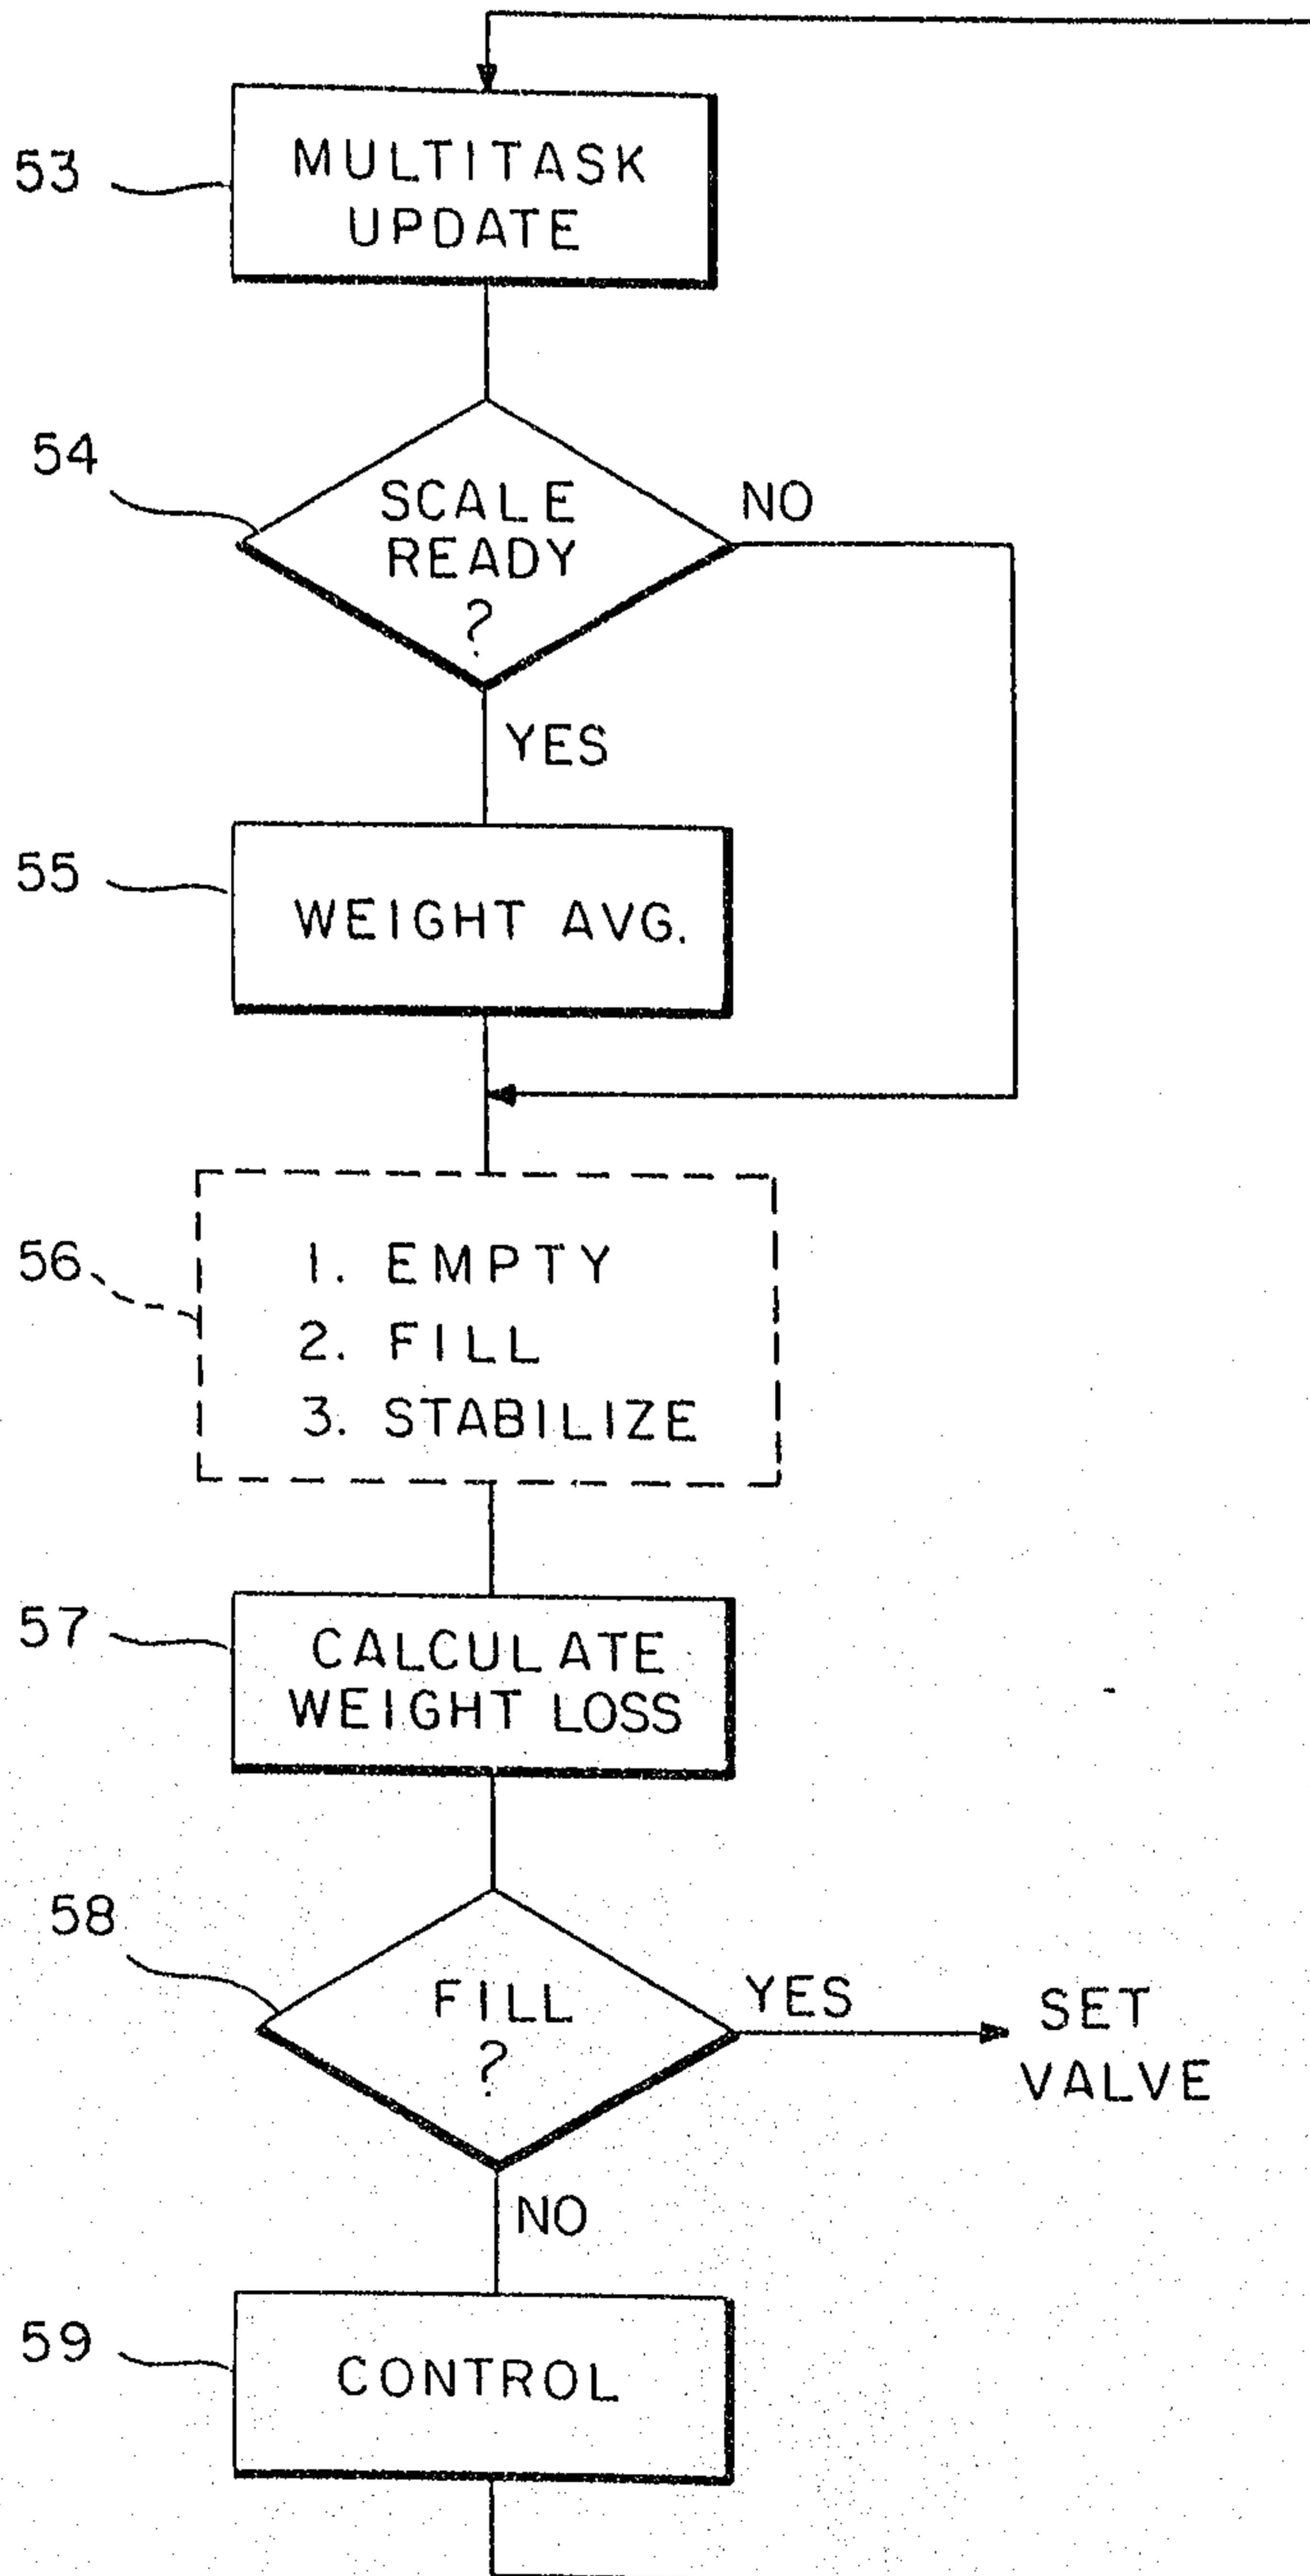 53
MULTITASK
UPDATE
54
SCALE
READY
?
NO
YES
55
WEIGHT AVG.
56
1. EMPTY
2. FILL
3. STABILIZE
57
CALCULATE
WEIGHT LOSS
58
FILL
?
YES
SET
VALVE
NO
59
CONTROL